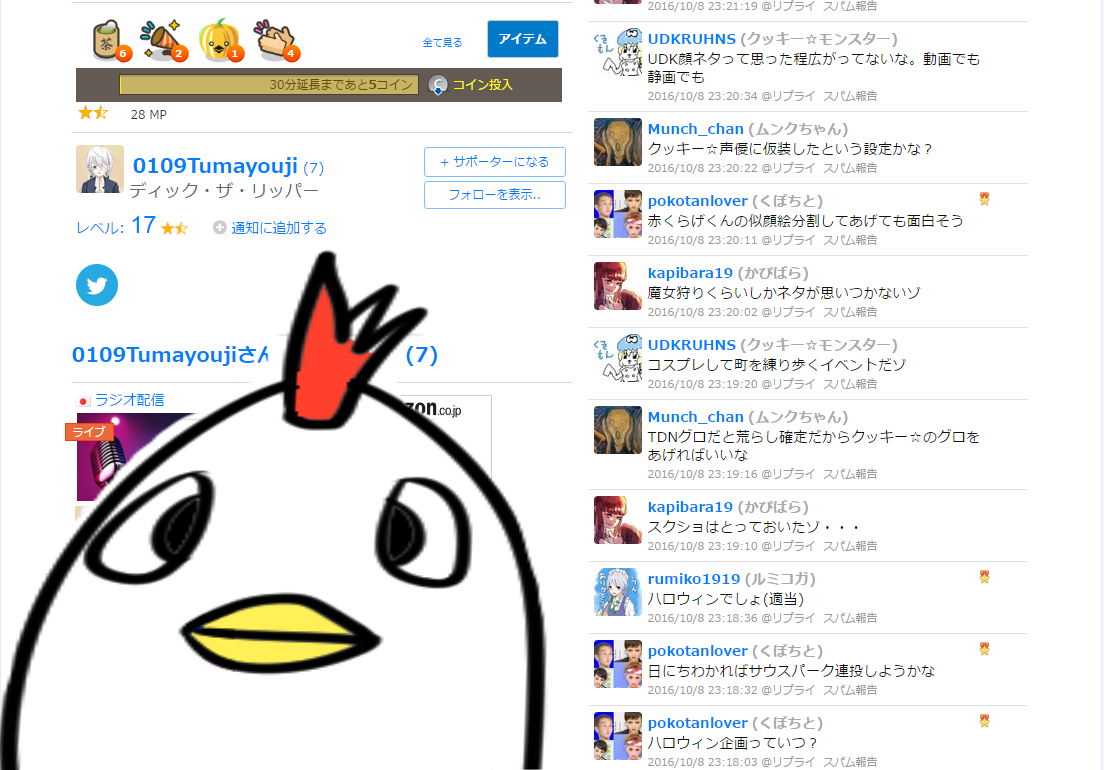 6
2
1
4
全て見る
アイテム
30分延長まであと5コイン
C
コイン投入
28 MP
0109Tumayouji (7)
ディック・ザ・リッパー
+ サポーターになる
フォローを表示..
レベル: 17
通知に追加する
0109Tumayoujiさん
(7)
ラジオ配信
ライブ
zon.co.jp
2016/10/8 23:21:19 @リプライ スパム報告
UDKRUHNS (クッキー☆モンスター)
UDK顔ネタって思った程広がってないな。動画でも
静画でも
2016/10/8 23:20:34 @リプライ スパム報告
Munch_chan (ムンクちゃん)
クッキー☆声優に仮装したという設定かな？
2016/10/8 23:20:22 @リプライ スパム報告
pokotanlover (くぽちと)
赤くらげくんの似顔絵分割してあげても面白そう
2016/10/8 23:20:11 @リプライ スパム報告
kapibara19 (かぴばら)
魔女狩りくらいしかネタが思いつかないゾ
2016/10/8 23:20:02 @リプライ スパム報告
UDKRUHNS (クッキー☆モンスター)
コスプレして町を練り歩くイベントだゾ
2016/10/8 23:19:20 @リプライ スパム報告
Munch_chan (ムンクちゃん)
TDNグロだと荒らし確定だからクッキー☆のグロを
あげればいいな
2016/10/8 23:19:16 @リプライ スパム報告
kapibara19 (かぴばら)
スクショはとっておいたゾ・・・
2016/10/8 23:19:10 @リプライ スパム報告
rumiko1919 (ルミコガ)
ハロウィンでしょ(適当)
2016/10/8 23:18:36 @リプライ スパム報告
pokotanlover (くぽちと)
日にちわかればサウスパーク連投しようかな
2016/10/8 23:18:32 @リプライ スパム報告
pokotanlover (くぽちと)
ハロウィン企画っていつ？
2016/10/8 23:18:03 @リプライ スパム報告